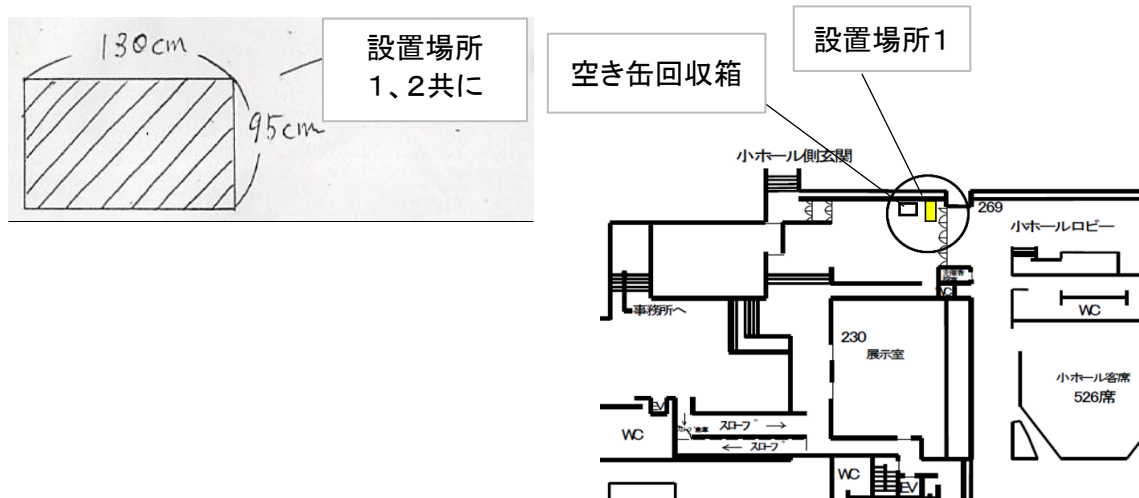 130cm
95cm
設置場所
1、2共に
空き缶回収箱
設置場所1
小ホール側玄関
269
小ホールロビー
WC
WC
事務所へ
230
展示室
小ホール客席
526席
EV
WC
スロープ →
← スロープ
WC
EV